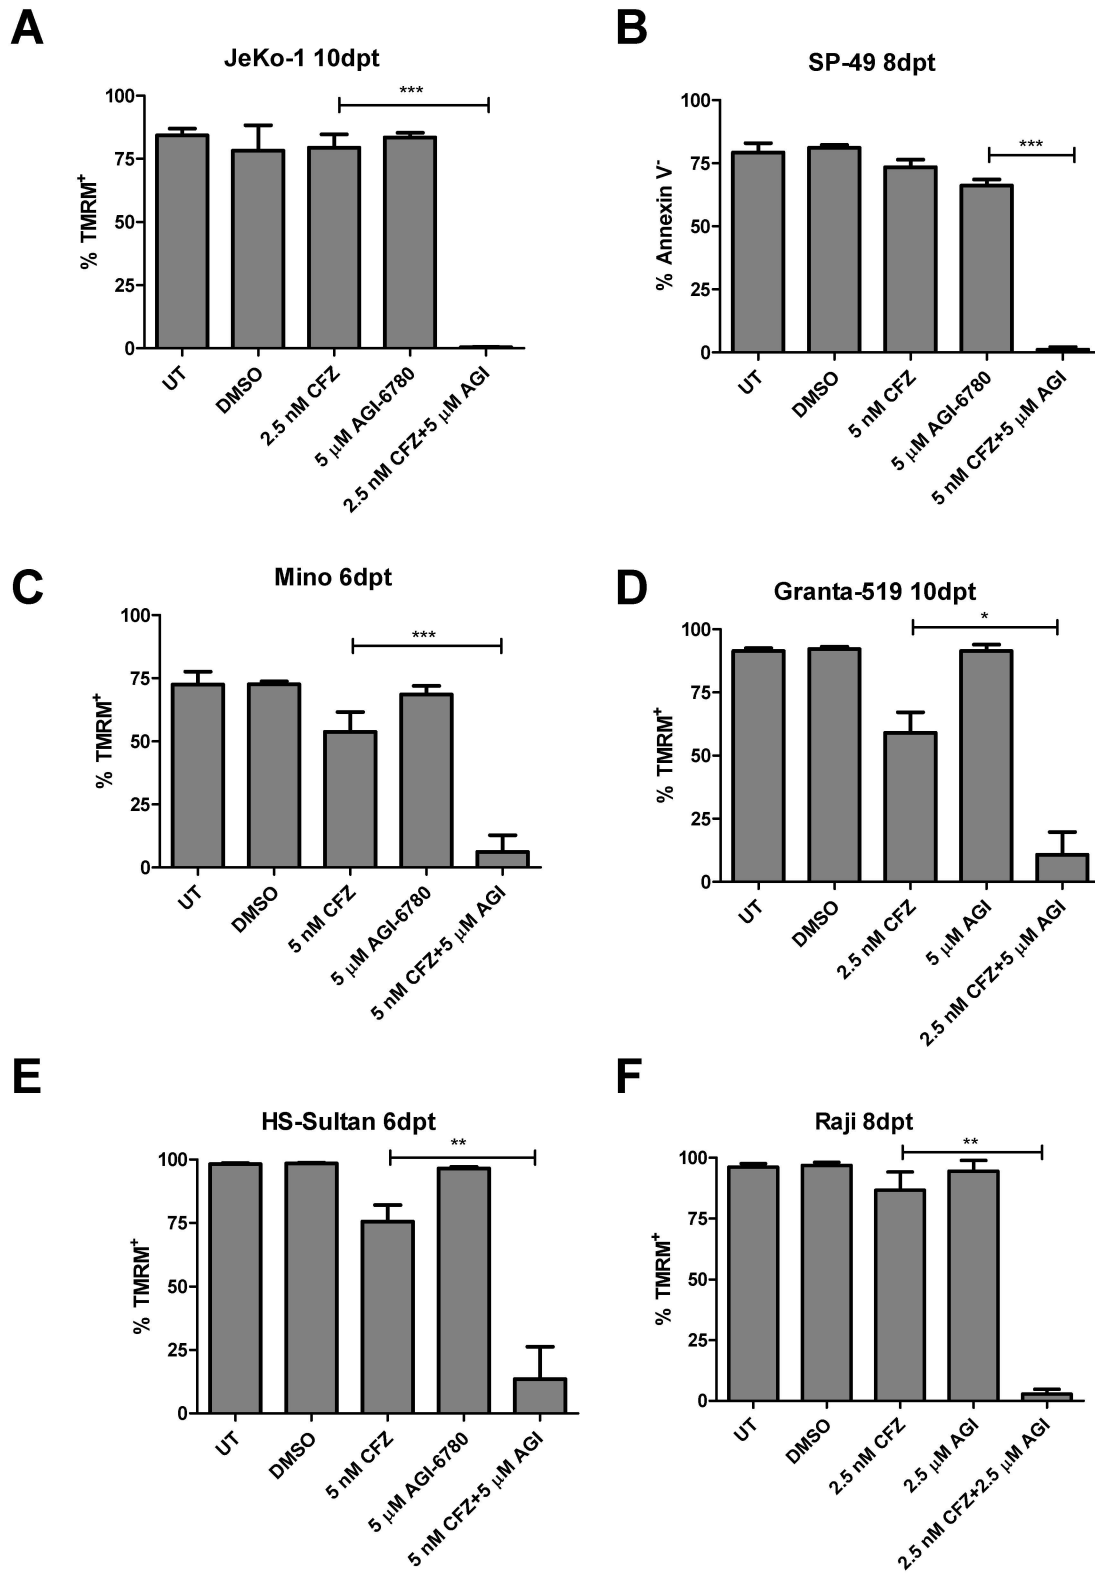 A
JeKo-1 10dpt
***
% TMRM+
100
75
50
25
0
UT
DMSO
2.5 nM CFZ
5 μM AGI-6780
2.5 nM CFZ+5 μM AGI
B
SP-49 8dpt
***
% Annexin V-
100
75
50
25
0
UT
DMSO
5 nM CFZ
5 μM AGI-6780
5 nM CFZ+5 μM AGI
C
Mino 6dpt
***
% TMRM+
100
75
50
25
0
UT
DMSO
5 nM CFZ
5 μM AGI-6780
5 nM CFZ+5 μM AGI
D
Granta-519 10dpt
*
% TMRM+
100
75
50
25
0
UT
DMSO
2.5 nM CFZ
5 μM AGI
2.5 nM CFZ+5 μM AGI
E
HS-Sultan 6dpt
**
% TMRM+
100
75
50
25
0
UT
DMSO
5 nM CFZ
5 μM AGI-6780
5 nM CFZ+5 μM AGI
F
Raji 8dpt
**
% TMRM+
100
75
50
25
0
UT
DMSO
2.5 nM CFZ
2.5 μM AGI
2.5 nM CFZ+2.5 μM AGI